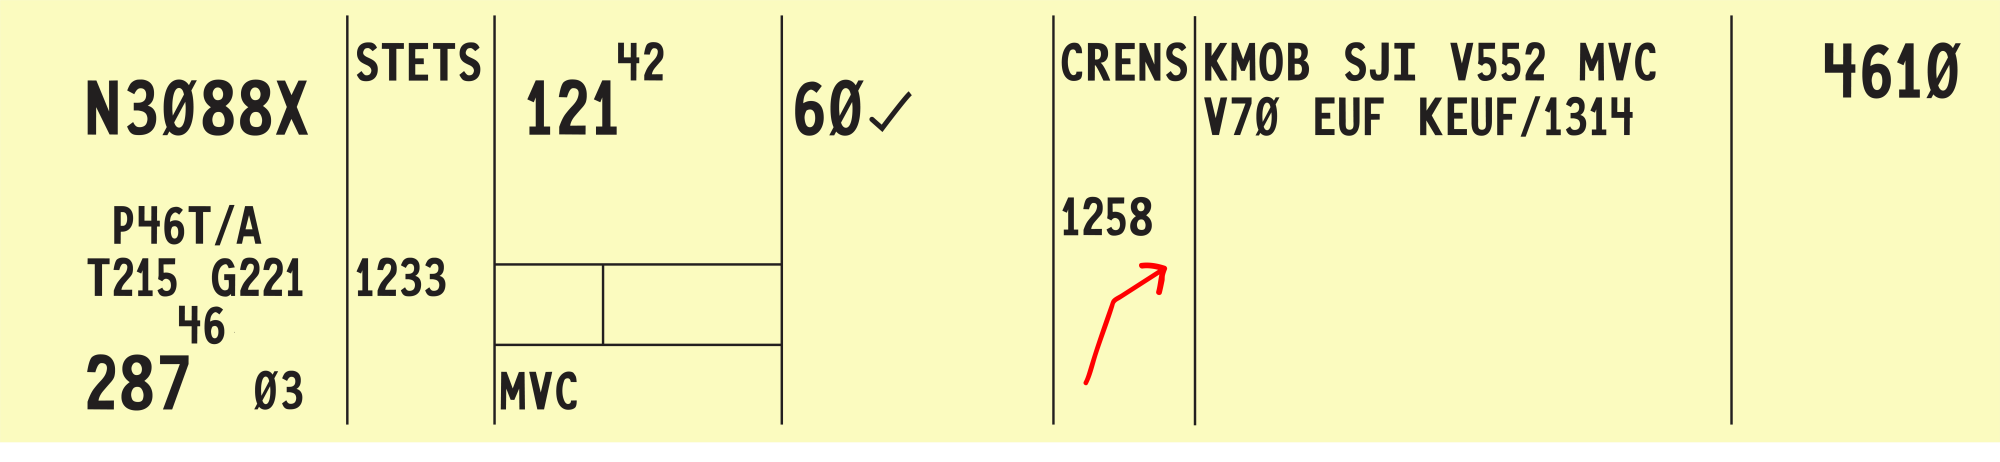 N3Ø88X
P46T/A
T215 G221
46
287 Ø3
STETS
1233
121 42
MVC
6Ø✓
CRENS
1258
KMOB SJI V552 MVC
V7Ø EUF KEUF/1314
461Ø